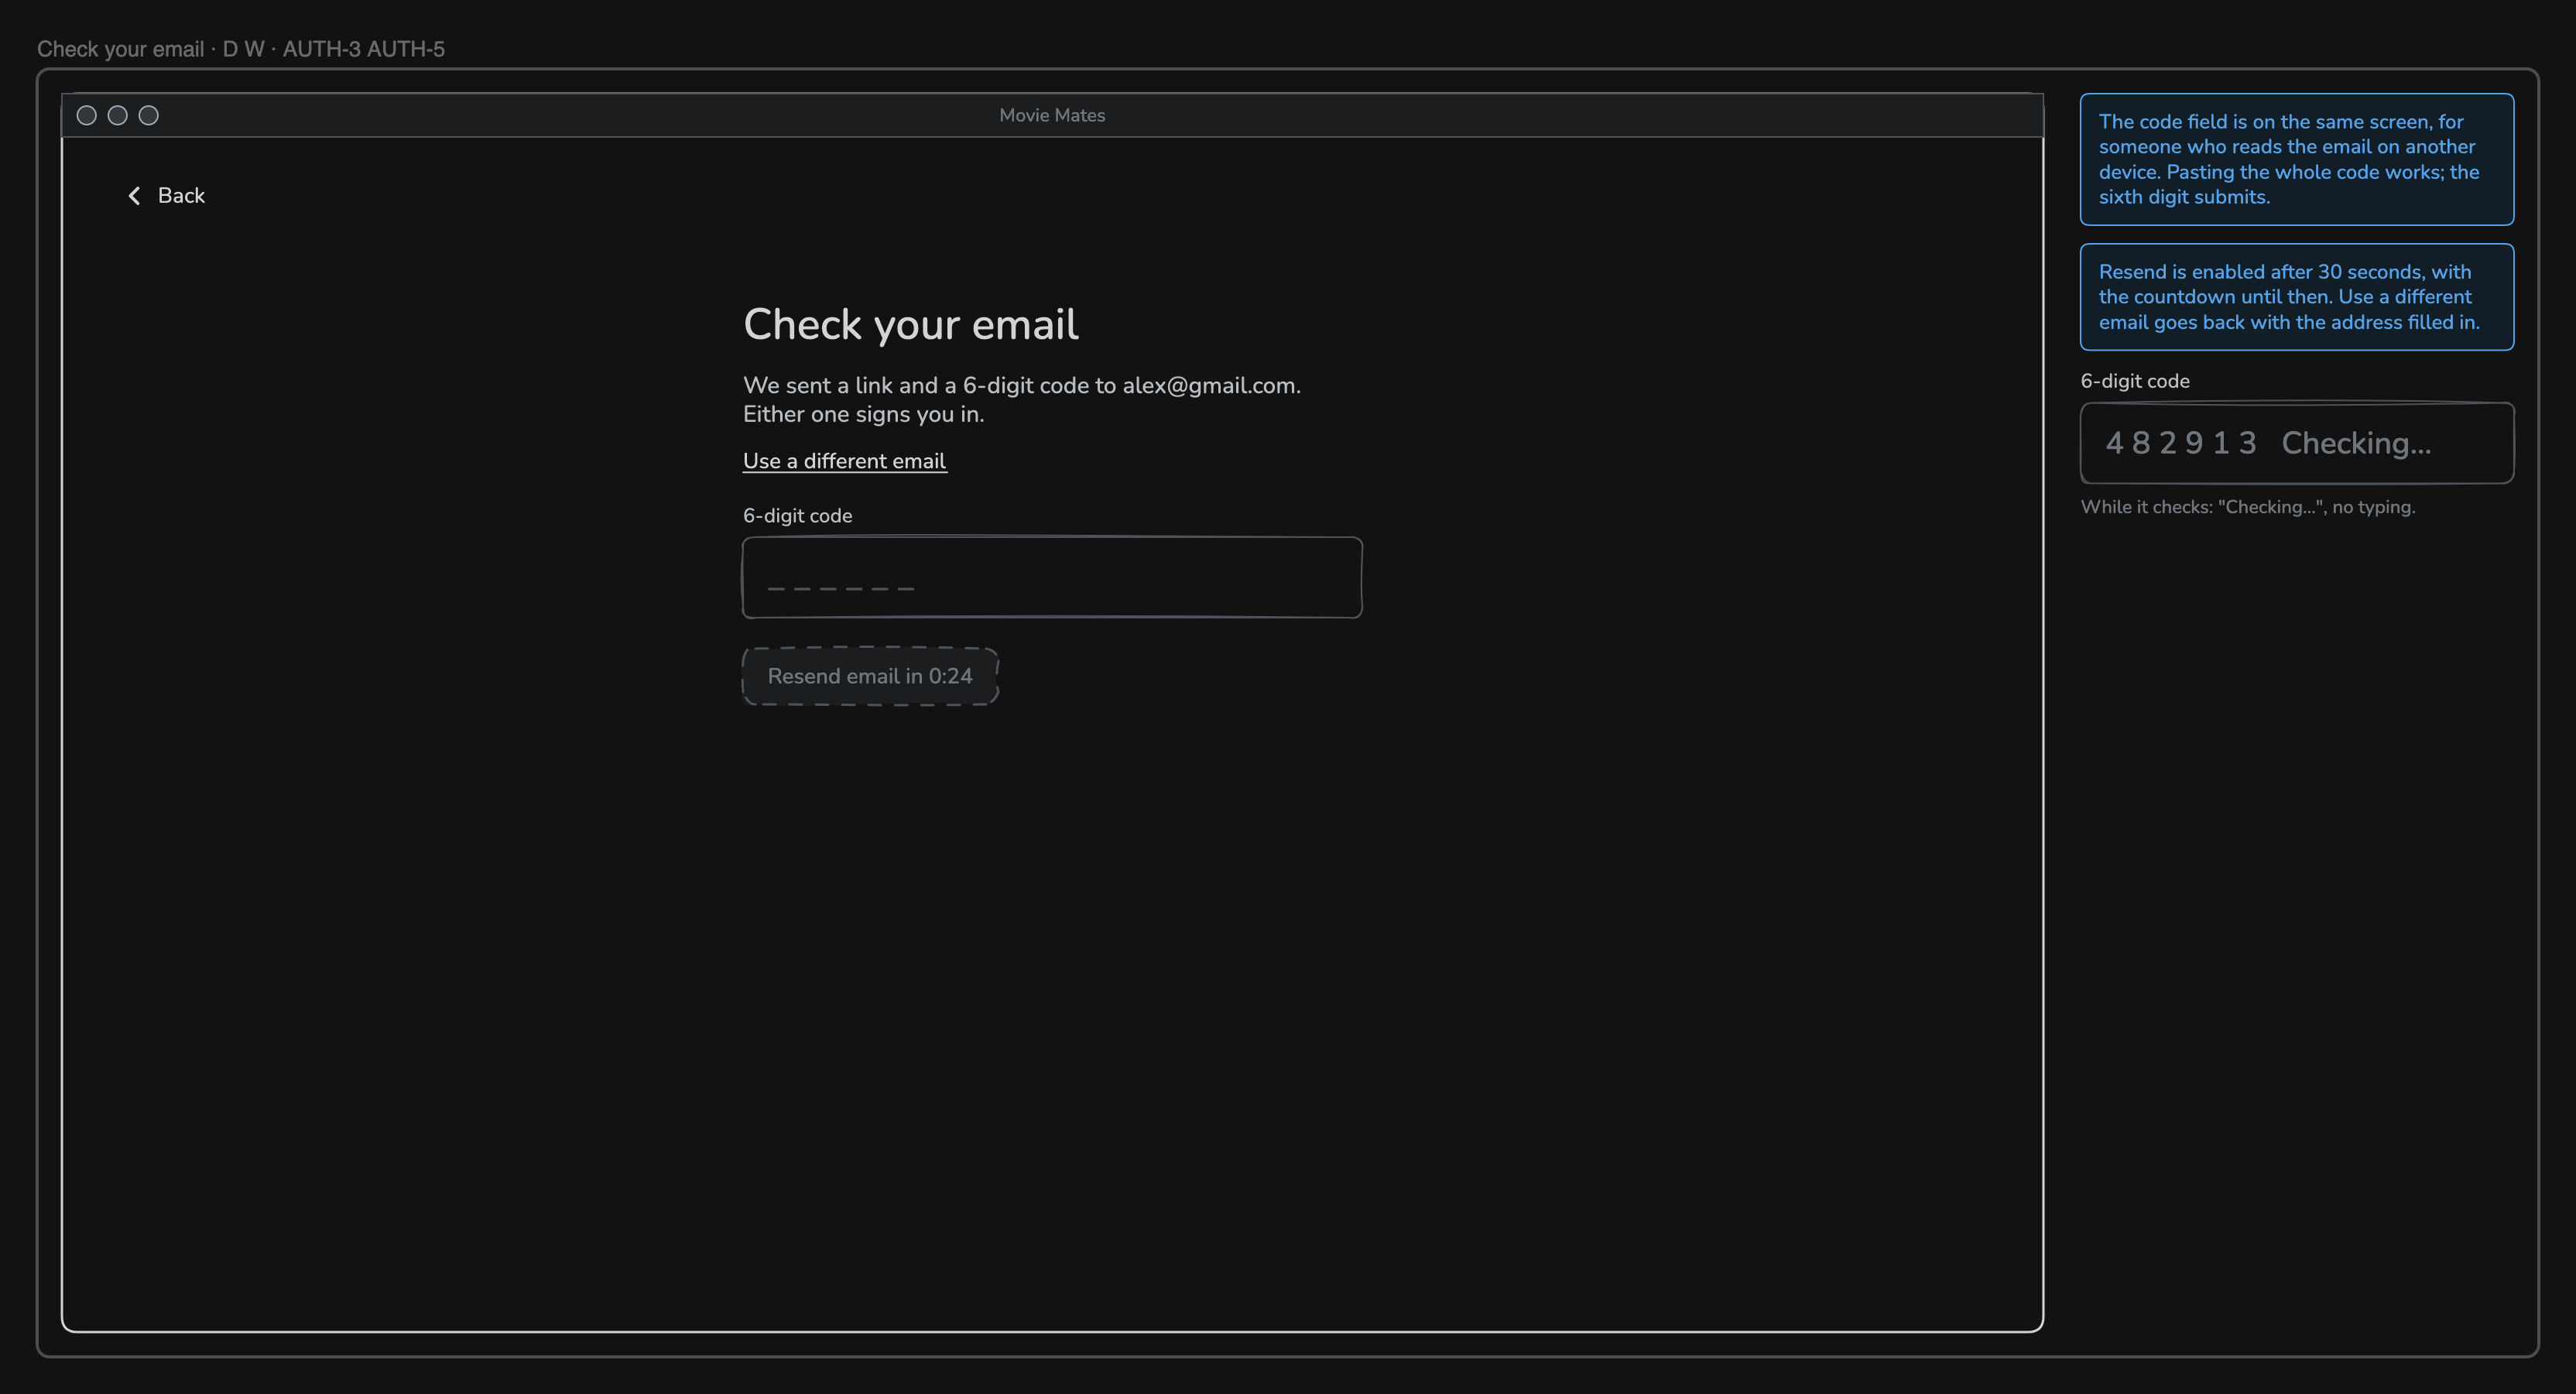 Check your email · D W · AUTH-3 AUTH-5
Movie Mates
Back
Check your email
We sent a link and a 6-digit code to alex@gmail.com.
Either one signs you in.
Use a different email
6-digit code
_ _ _ _ _ _
Resend email in 0:24
The code field is on the same screen, for
someone who reads the email on another
device. Pasting the whole code works; the
sixth digit submits.
Resend is enabled after 30 seconds, with
the countdown until then. Use a different
email goes back with the address filled in.
6-digit code
4 8 2 9 1 3 Checking...
While it checks: "Checking...", no typing.